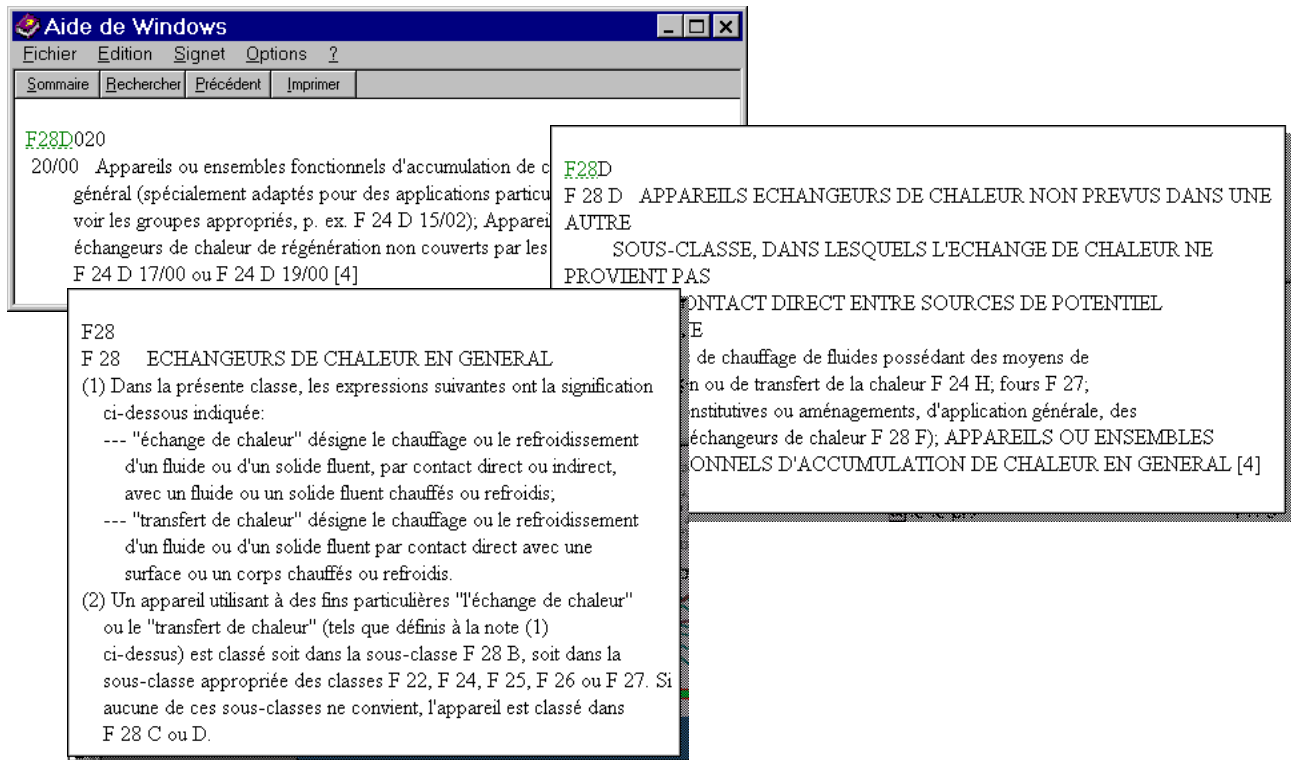 Aide de Windows
Fichier Edition Signet Options ?
Sommaire Rechercher Précédent Imprimer
F28D020
20/00 Appareils ou ensembles fonctionnels d'accumulation de c
général (spécialement adaptés pour des applications particu
voir les groupes appropriés, p. ex. F 24 D 15/02); Apparei
échangeurs de chaleur de régénération non couverts par les
F 24 D 17/00 ou F 24 D 19/00 [4]
F28D
F 28 D APPAREILS ECHANGEURS DE CHALEUR NON PREVUS DANS UNE
AUTRE
SOUS-CLASSE, DANS LESQUELS L'ECHANGE DE CHALEUR NE
PROVIENT PAS
ONTACT DIRECT ENTRE SOURCES DE POTENTIEL
E
de chauffage de fluides possédant des moyens de
n ou de transfert de la chaleur F 24 H; fours F 27;
nstitutives ou aménagements, d'application générale, des
échangeurs de chaleur F 28 F); APPAREILS OU ENSEMBLES
ONNELS D'ACCUMULATION DE CHALEUR EN GENERAL [4]
F28
F 28 ECHANGEURS DE CHALEUR EN GENERAL
(1) Dans la présente classe, les expressions suivantes ont la signification
ci-dessous indiquée:
--- "échange de chaleur" désigne le chauffage ou le refroidissement
d'un fluide ou d'un solide fluent, par contact direct ou indirect,
avec un fluide ou un solide fluent chauffés ou refroidis;
--- "transfert de chaleur" désigne le chauffage ou le refroidissement
d'un fluide ou d'un solide fluent par contact direct avec une
surface ou un corps chauffés ou refroidis.
(2) Un appareil utilisant à des fins particulières "l'échange de chaleur"
ou le "transfert de chaleur" (tels que définis à la note (1)
ci-dessus) est classé soit dans la sous-classe F 28 B, soit dans la
sous-classe appropriée des classes F 22, F 24, F 25, F 26 ou F 27. Si
aucune de ces sous-classes ne convient, l'appareil est classé dans
F 28 C ou D.